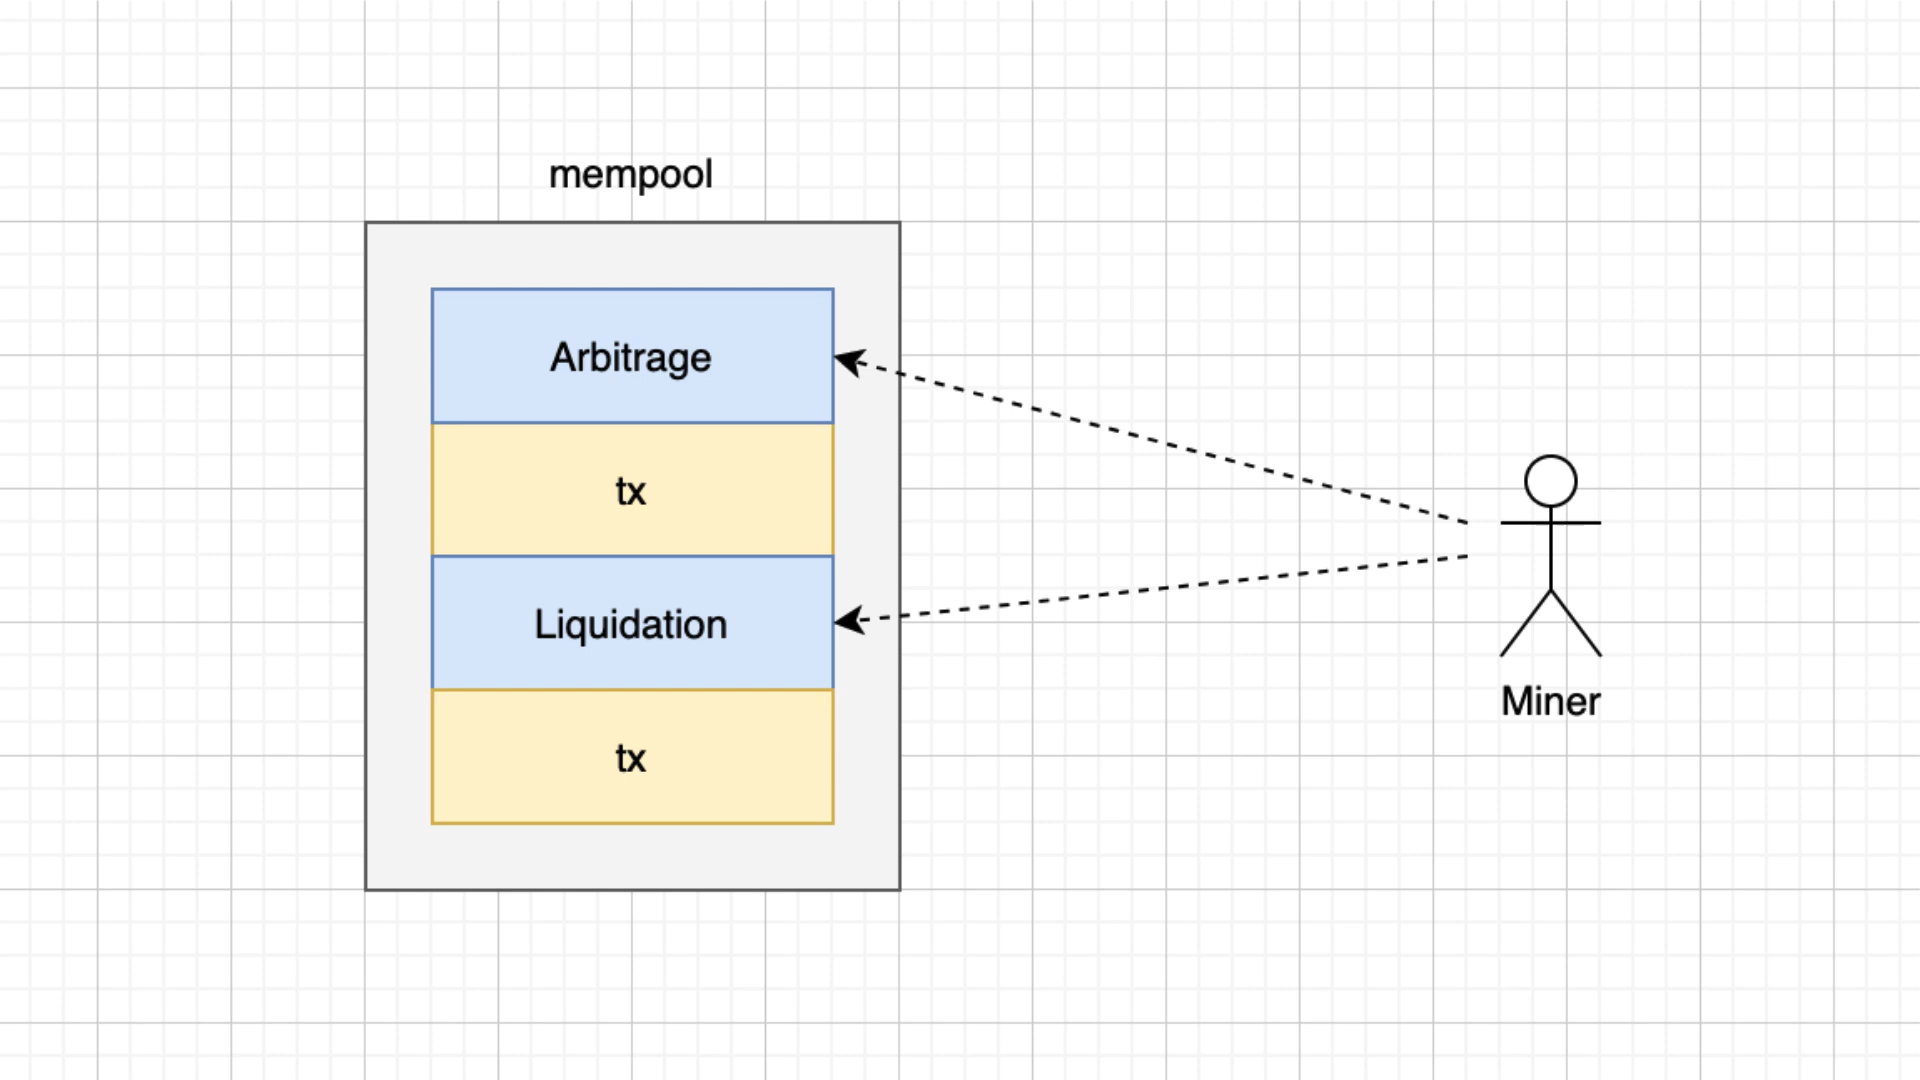 mempool
Arbitrage
tx
Liquidation
tx
Miner